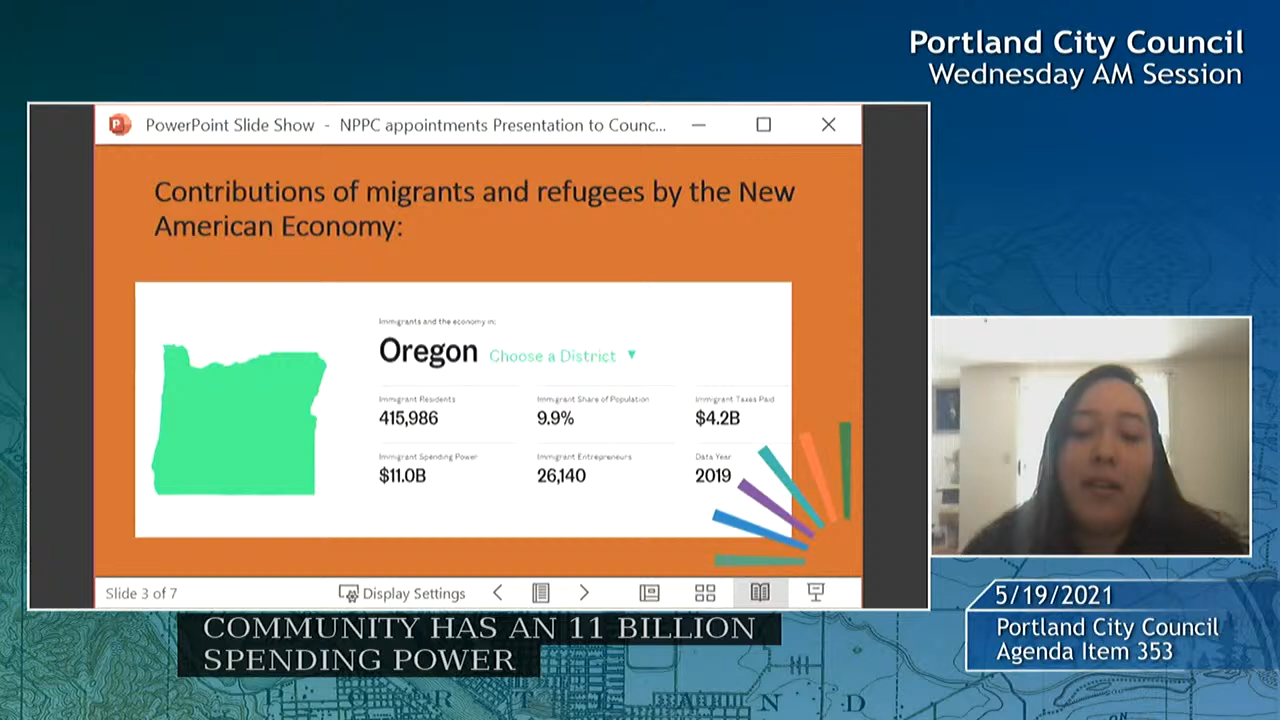 Portland City Council
Wednesday AM Session
PowerPoint Slide Show - NPPC appointments Presentation to Counc...
Contributions of migrants and refugees by the New
American Economy:
Immigrants and the economy in:
Oregon Choose a District ▼
Immigrant Residents Immigrant Share of Population Immigrant Taxes Paid
415,986 9.9% $4.2B
Immigrant Spending Power Immigrant Entrepreneurs Data Year
$11.0B 26,140 2019
Slide 3 of 7 Display Settings
5/19/2021
Portland City Council
Agenda Item 353
COMMUNITY HAS AN 11 BILLION
SPENDING POWER